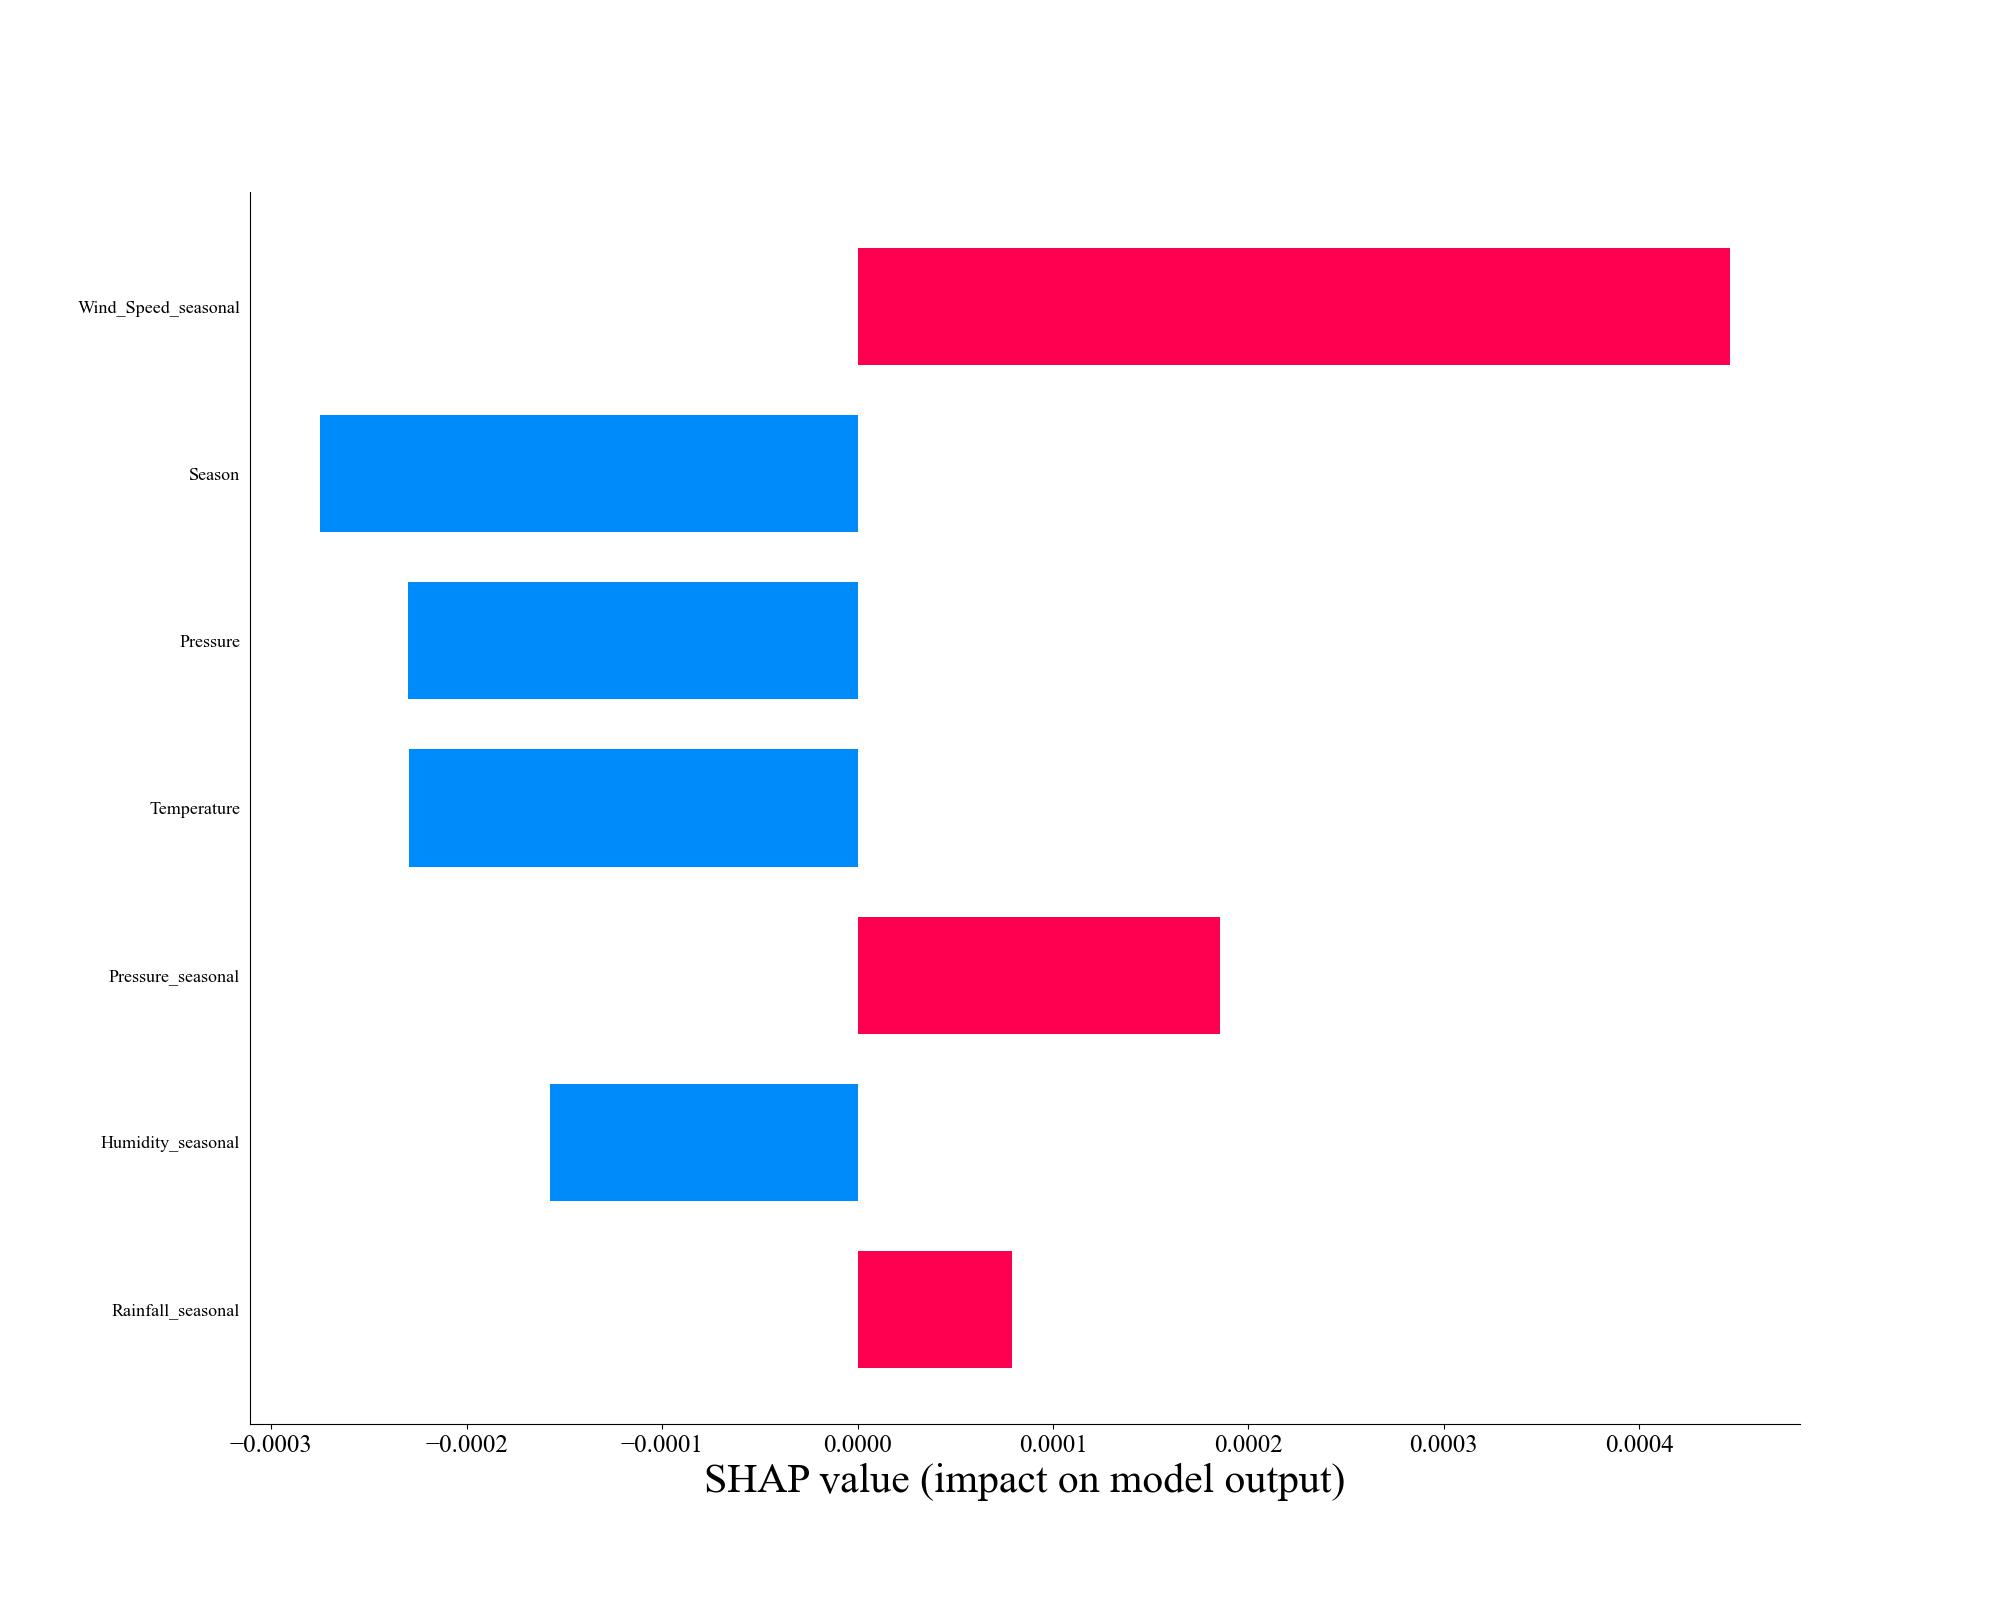 Wind_Speed_seasonal
Season
Pressure
Temperature
Pressure_seasonal
Humidity_seasonal
Rainfall_seasonal
−0.0003 −0.0002 −0.0001 0.0000 0.0001 0.0002 0.0003 0.0004
SHAP value (impact on model output)